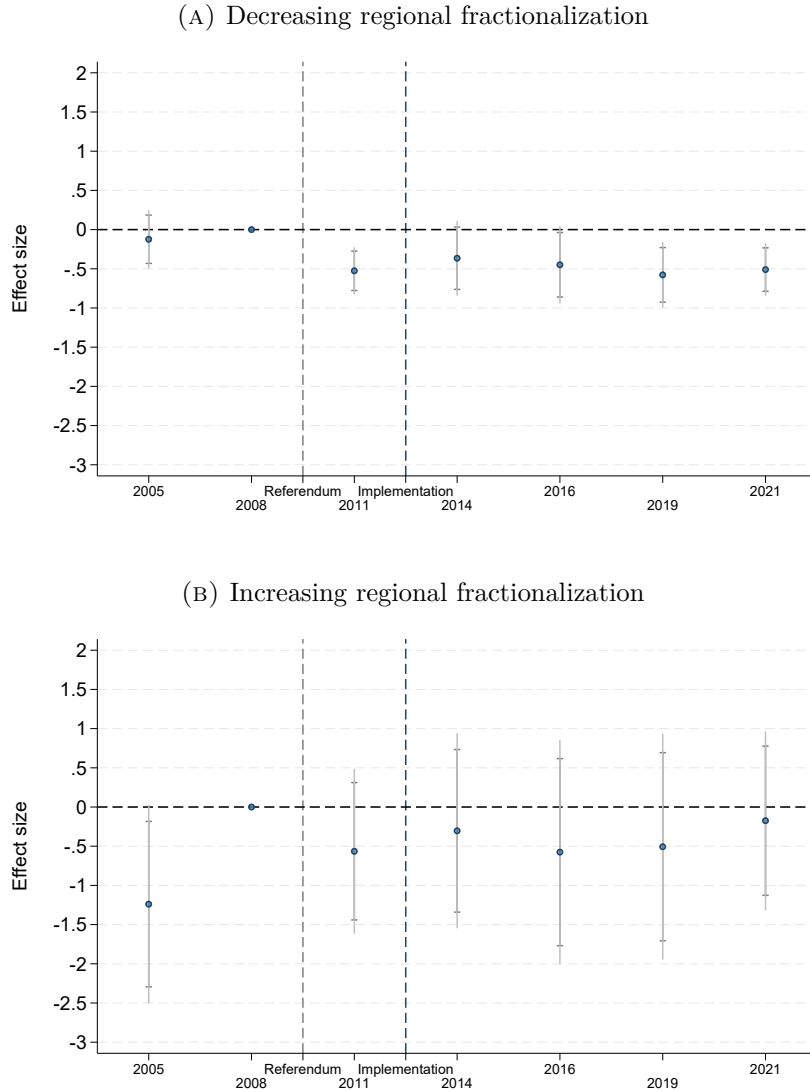 (A) Decreasing regional fractionalization
2
1.5
1
.5
0
-.5
-1
-1.5
-2
-2.5
-3
Effect size
2005 Referendum Implementation 2016 2021
2008 2011 2014 2019
(B) Increasing regional fractionalization
2
1.5
1
.5
0
-.5
-1
-1.5
-2
-2.5
-3
Effect size
2005 Referendum Implementation 2016 2021
2008 2011 2014 2019